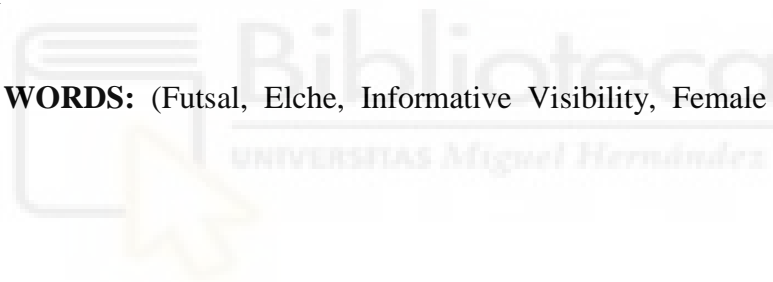 Biblioteca
WORDS: (Futsal, Elche, Informative Visibility, Female
UNIVERSITAS Miguel Hernández